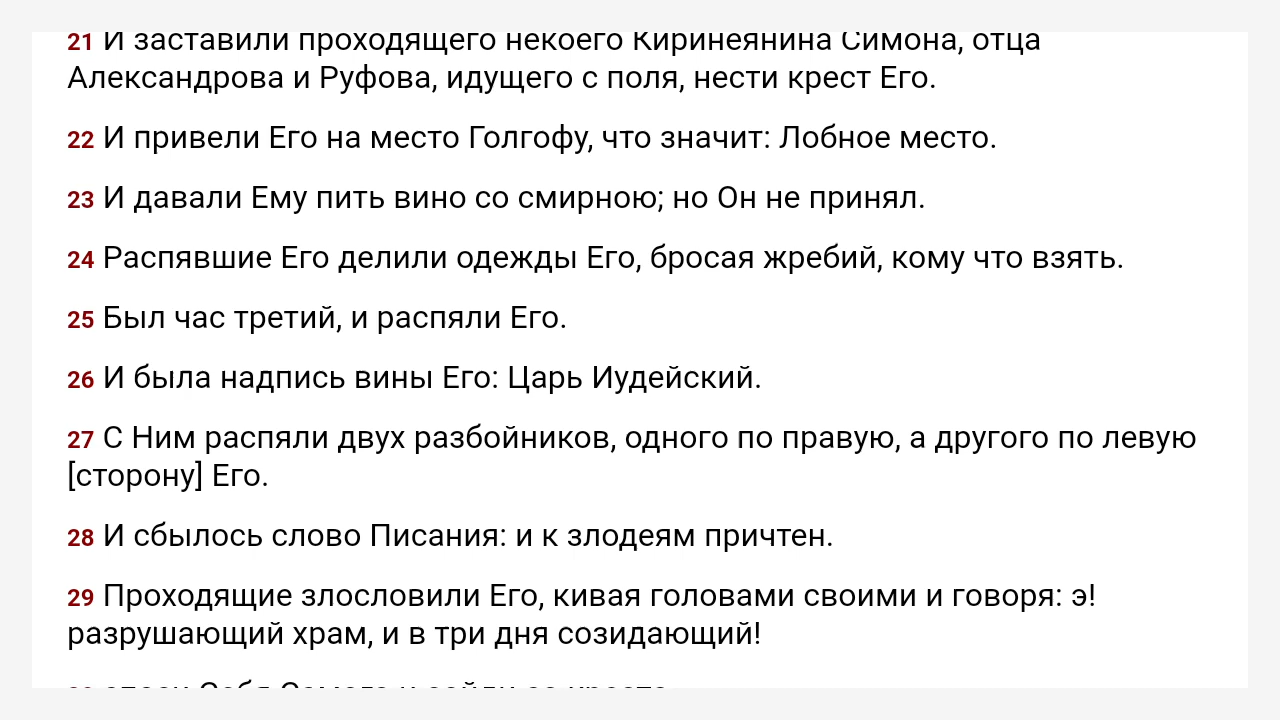 21 И заставили проходящего некоего Киринеянина Симона, отца
Александрова и Руфова, идущего с поля, нести крест Его.
22 И привели Его на место Голгофу, что значит: Лобное место.
23 И давали Ему пить вино со смирною; но Он не принял.
24 Распявшие Его делили одежды Его, бросая жребий, кому что взять.
25 Был час третий, и распяли Его.
26 И была надпись вины Его: Царь Иудейский.
27 С Ним распяли двух разбойников, одного по правую, а другого по левую
[сторону] Его.
28 И сбылось слово Писания: и к злодеям причтен.
29 Проходящие злословили Его, кивая головами своими и говоря: э!
разрушающий храм, и в три дня созидающий!